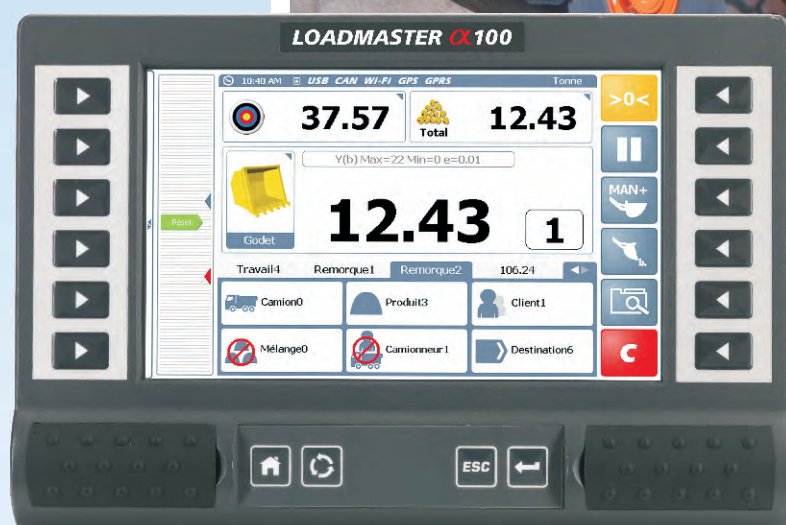 LOADMASTER α100
10:40 AM USB CAN WI-FI GPS GPRS Tonne
>0<
37.57
Total
12.43
Y(b) Max=22 Min=0 e=0.01
MAN+
Pesez
Godet
12.43
1
b.
Travail4 Remorque1 Remorque2 106.24
Camion0 Produit3 Client1
Mélange0 Camionneur1 Destination6
C
ESC